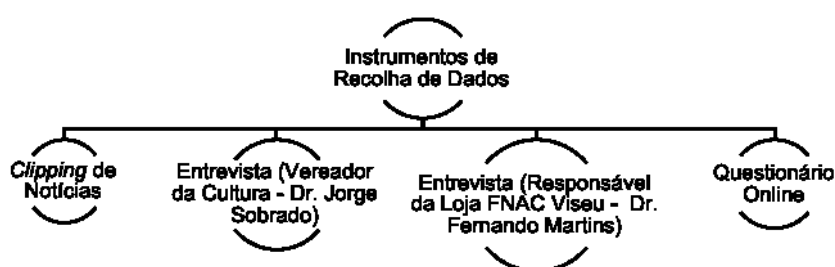 Instrumentos de
Recolha de Dados
Clipping de
Notícias
Entrevista (Vereador
da Cultura - Dr. Jorge
Sobrado)
Entrevista (Responsável
da Loja FNAC Viseu - Dr.
Fernando Martins)
Questionário
Online